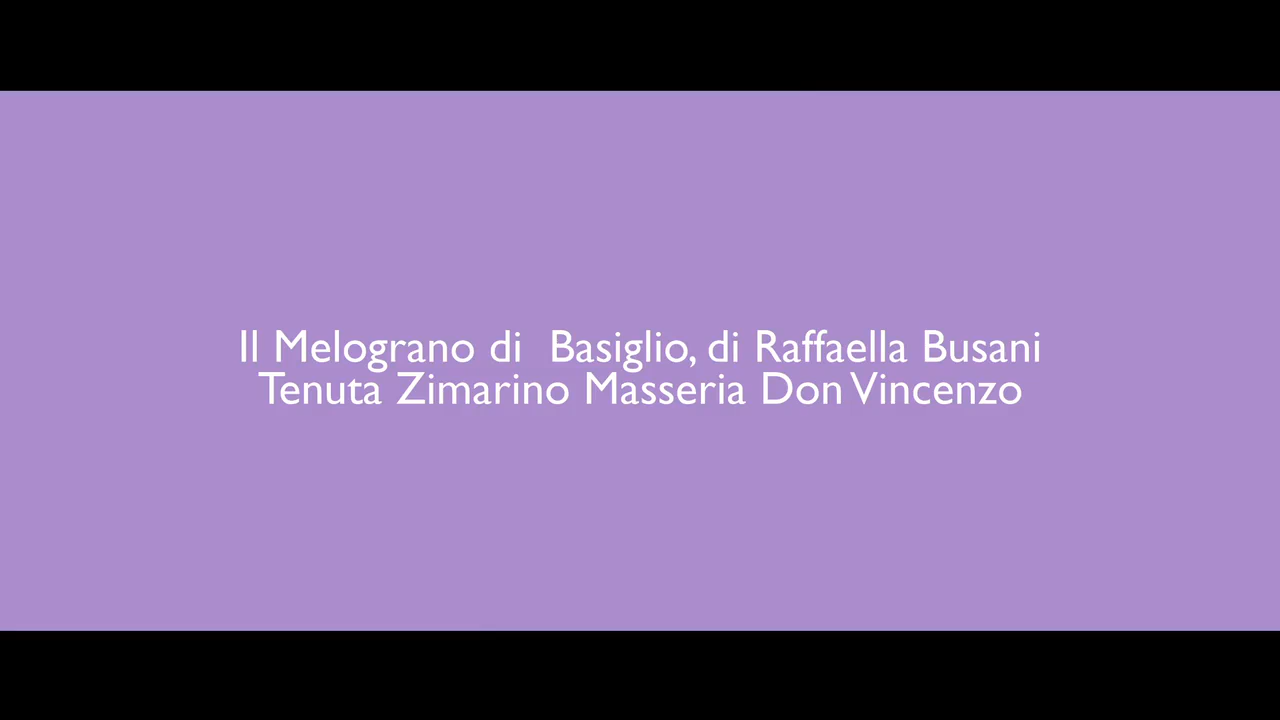 Il Melograno di  Basiglio, di Raffaella Busani
Tenuta Zimarino Masseria Don Vincenzo